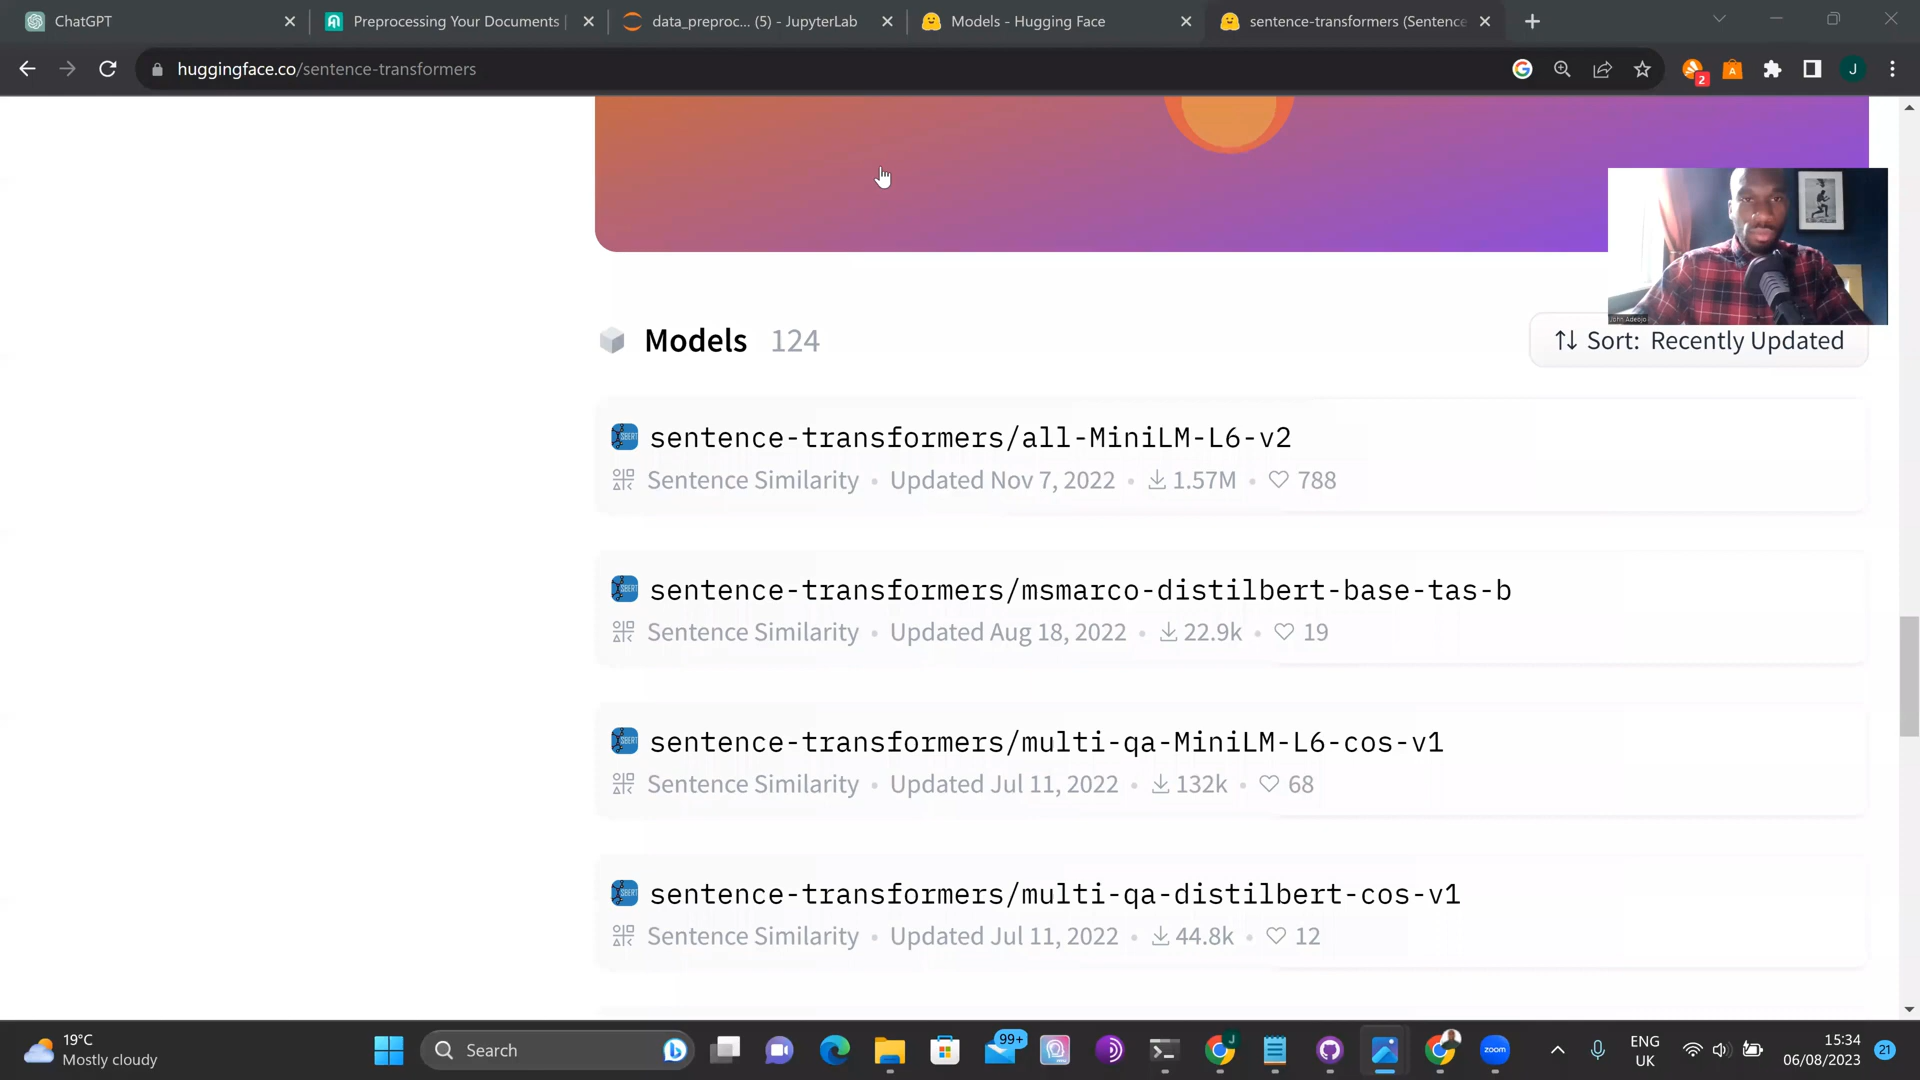 ChatGPT
Preprocessing Your Documents |
data_preproc... (5) - JupyterLab
Models - Hugging Face
sentence-transformers (Sentence
huggingface.co/sentence-transformers
2
A
J
John Adeojo
Models 124
Sort: Recently Updated
sentence-transformers/all-MiniLM-L6-v2
Sentence Similarity • Updated Nov 7, 2022 • 1.57M • 788
sentence-transformers/msmarco-distilbert-base-tas-b
Sentence Similarity • Updated Aug 18, 2022 • 22.9k • 19
sentence-transformers/multi-qa-MiniLM-L6-cos-v1
Sentence Similarity • Updated Jul 11, 2022 • 132k • 68
sentence-transformers/multi-qa-distilbert-cos-v1
Sentence Similarity • Updated Jul 11, 2022 • 44.8k • 12
19°C
Mostly cloudy
Search
99+
J
zoom
ENG
UK
15:34
06/08/2023
21